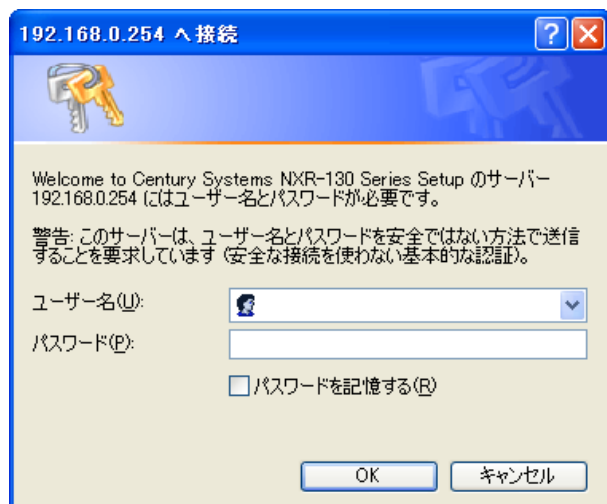 192.168.0.254 へ接続
Welcome to Century Systems NXR-130 Series Setup のサーバー
192.168.0.254 にはユーザー名とパスワードが必要です。
警告: このサーバーは、ユーザー名とパスワードを安全ではない方法で送信
することを要求しています (安全な接続を使わない基本的な認証)。
ユーザー名(U):
パスワード(P):
パスワードを記憶する(R)
OK
キャンセル